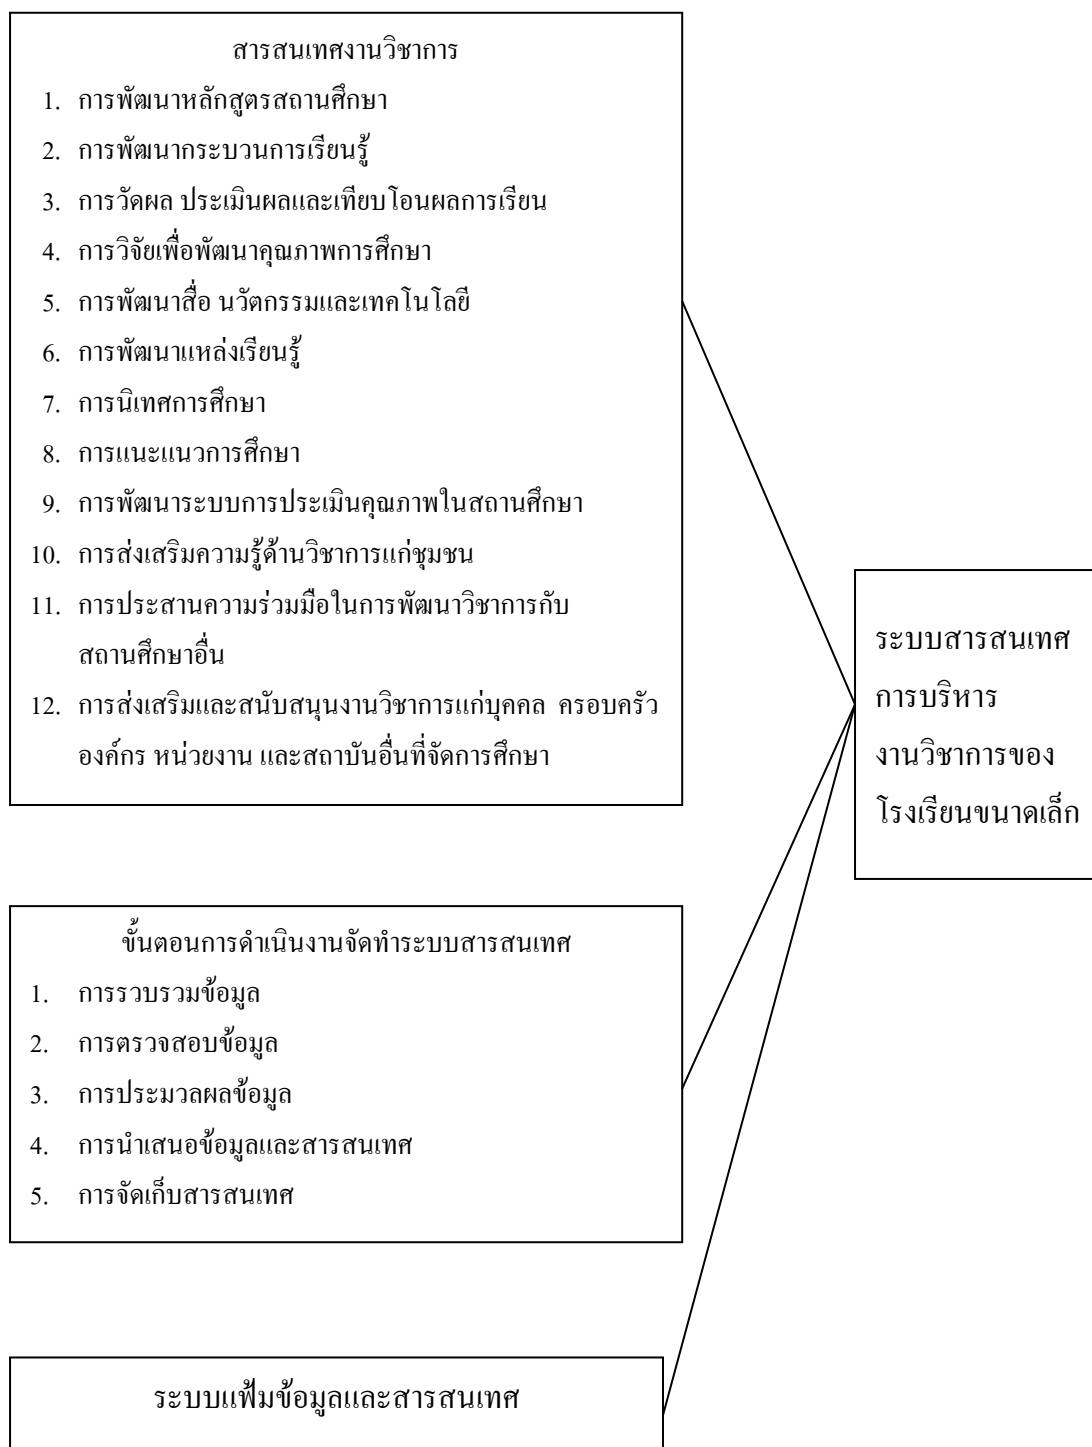 สารสนเทศงานวิชาการ
1. การพัฒนาหลักสูตรสถานศึกษา
2. การพัฒนากระบวนการเรียนรู้
3. การวัดผล ประเมินผลและเทียบโอนผลการเรียน
4. การวิจัยเพื่อพัฒนาคุณภาพการศึกษา
5. การพัฒนาสื่อ นวัตกรรมและเทคโนโลยี
6. การพัฒนาแหล่งเรียนรู้
7. การนิเทศการศึกษา
8. การแนะแนวการศึกษา
9. การพัฒนาระบบการประเมินคุณภาพในสถานศึกษา
10. การส่งเสริมความรู้ด้านวิชาการแก่ชุมชน
11. การประสานความร่วมมือในการพัฒนาวิชาการกับ
สถานศึกษาอื่น
12. การส่งเสริมและสนับสนุนงานวิชาการแก่บุคคล ครอบครัว
องค์กร หน่วยงาน และสถาบันอื่นที่จัดการศึกษา
ระบบสารสนเทศ
การบริหาร
งานวิชาการของ
โรงเรียนขนาดเล็ก
ขั้นตอนการดำเนินงานจัดทำระบบสารสนเทศ
1. การรวบรวมข้อมูล
2. การตรวจสอบข้อมูล
3. การประมวลผลข้อมูล
4. การนำเสนอข้อมูลและสารสนเทศ
5. การจัดเก็บสารสนเทศ
ระบบแฟ้มข้อมูลและสารสนเทศ